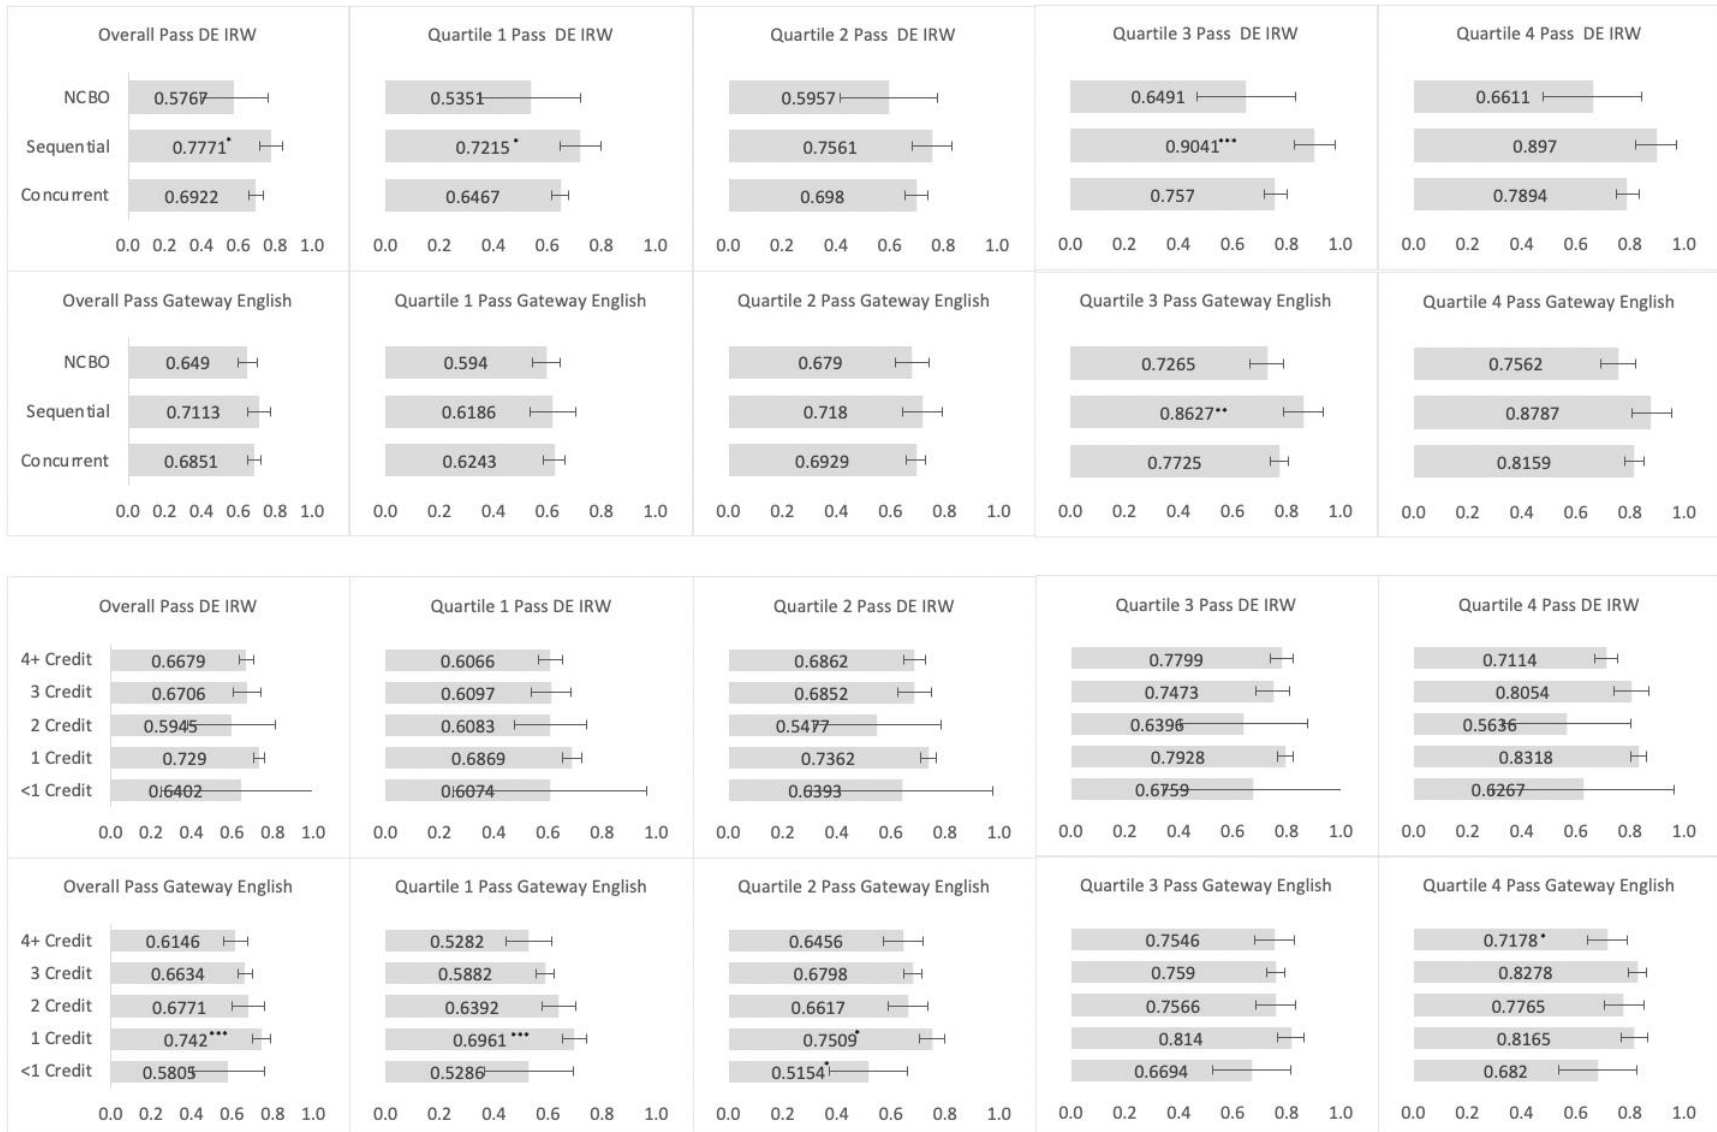 Overall Pass DE IRW
NCBO 0.5767
Sequential 0.7771*
Concurrent 0.6922
0.0 0.2 0.4 0.6 0.8 1.0
Quartile 1 Pass DE IRW
0.5351
0.7215*
0.6467
0.0 0.2 0.4 0.6 0.8 1.0
Quartile 2 Pass DE IRW
0.5957
0.7561
0.698
0.0 0.2 0.4 0.6 0.8 1.0
Quartile 3 Pass DE IRW
0.6491
0.9041***
0.757
0.0 0.2 0.4 0.6 0.8 1.0
Quartile 4 Pass DE IRW
0.6611
0.897
0.7894
0.0 0.2 0.4 0.6 0.8 1.0
Overall Pass Gateway English
NCBO 0.649
Sequential 0.7113
Concurrent 0.6851
0.0 0.2 0.4 0.6 0.8 1.0
Quartile 1 Pass Gateway English
0.594
0.6186
0.6243
0.0 0.2 0.4 0.6 0.8 1.0
Quartile 2 Pass Gateway English
0.679
0.718
0.6929
0.0 0.2 0.4 0.6 0.8 1.0
Quartile 3 Pass Gateway English
0.7265
0.8627**
0.7725
0.0 0.2 0.4 0.6 0.8 1.0
Quartile 4 Pass Gateway English
0.7562
0.8787
0.8159
0.0 0.2 0.4 0.6 0.8 1.0
Overall Pass DE IRW
4+ Credit 0.6679
3 Credit 0.6706
2 Credit 0.5945
1 Credit 0.729
<1 Credit 0.6402
0.0 0.2 0.4 0.6 0.8 1.0
Quartile 1 Pass DE IRW
0.6066
0.6097
0.6083
0.6869
0.6074
0.0 0.2 0.4 0.6 0.8 1.0
Quartile 2 Pass DE IRW
0.6862
0.6852
0.5477
0.7362
0.6393
0.0 0.2 0.4 0.6 0.8 1.0
Quartile 3 Pass DE IRW
0.7799
0.7473
0.6396
0.7928
0.6759
0.0 0.2 0.4 0.6 0.8 1.0
Quartile 4 Pass DE IRW
0.7114
0.8054
0.5636
0.8318
0.6267
0.0 0.2 0.4 0.6 0.8 1.0
Overall Pass Gateway English
4+ Credit 0.6146
3 Credit 0.6634
2 Credit 0.6771
1 Credit 0.742***
<1 Credit 0.5805
0.0 0.2 0.4 0.6 0.8 1.0
Quartile 1 Pass Gateway English
0.5282
0.5882
0.6392
0.6961***
0.5286
0.0 0.2 0.4 0.6 0.8 1.0
Quartile 2 Pass Gateway English
0.6456
0.6798
0.6617
0.7509*
0.5154*
0.0 0.2 0.4 0.6 0.8 1.0
Quartile 3 Pass Gateway English
0.7546
0.759
0.7566
0.814
0.6694
0.0 0.2 0.4 0.6 0.8 1.0
Quartile 4 Pass Gateway English
0.7178*
0.8278
0.7765
0.8165
0.682
0.0 0.2 0.4 0.6 0.8 1.0